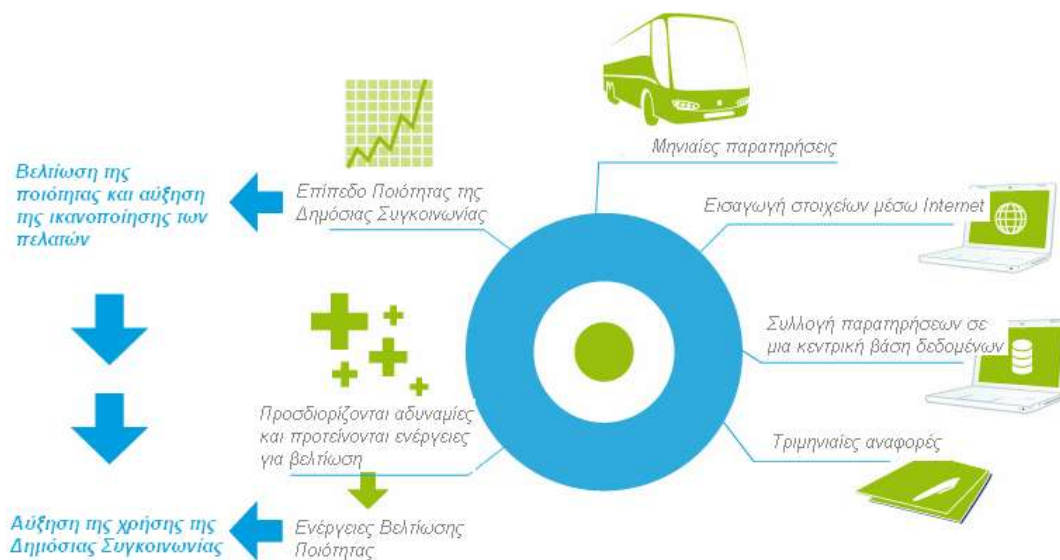 Μηνιαίες παρατηρήσεις
Εισαγωγή στοιχείων μέσω Internet
Συλλογή παρατηρήσεων σε
μια κεντρική βάση δεδομένων
Τριμηνιαίες αναφορές
Προσδιορίζονται αδυναμίες
και προτείνονται ενέργειες
για βελτίωση
Ενέργειες Βελτίωσης
Ποιότητας
Επίπεδο Ποιότητας της
Δημόσιας Συγκοινωνίας
Βελτίωση της
ποιότητας και αύξηση
της ικανοποίησης των
πελατών
Αύξηση της χρήσης της
Δημόσιας Συγκοινωνίας